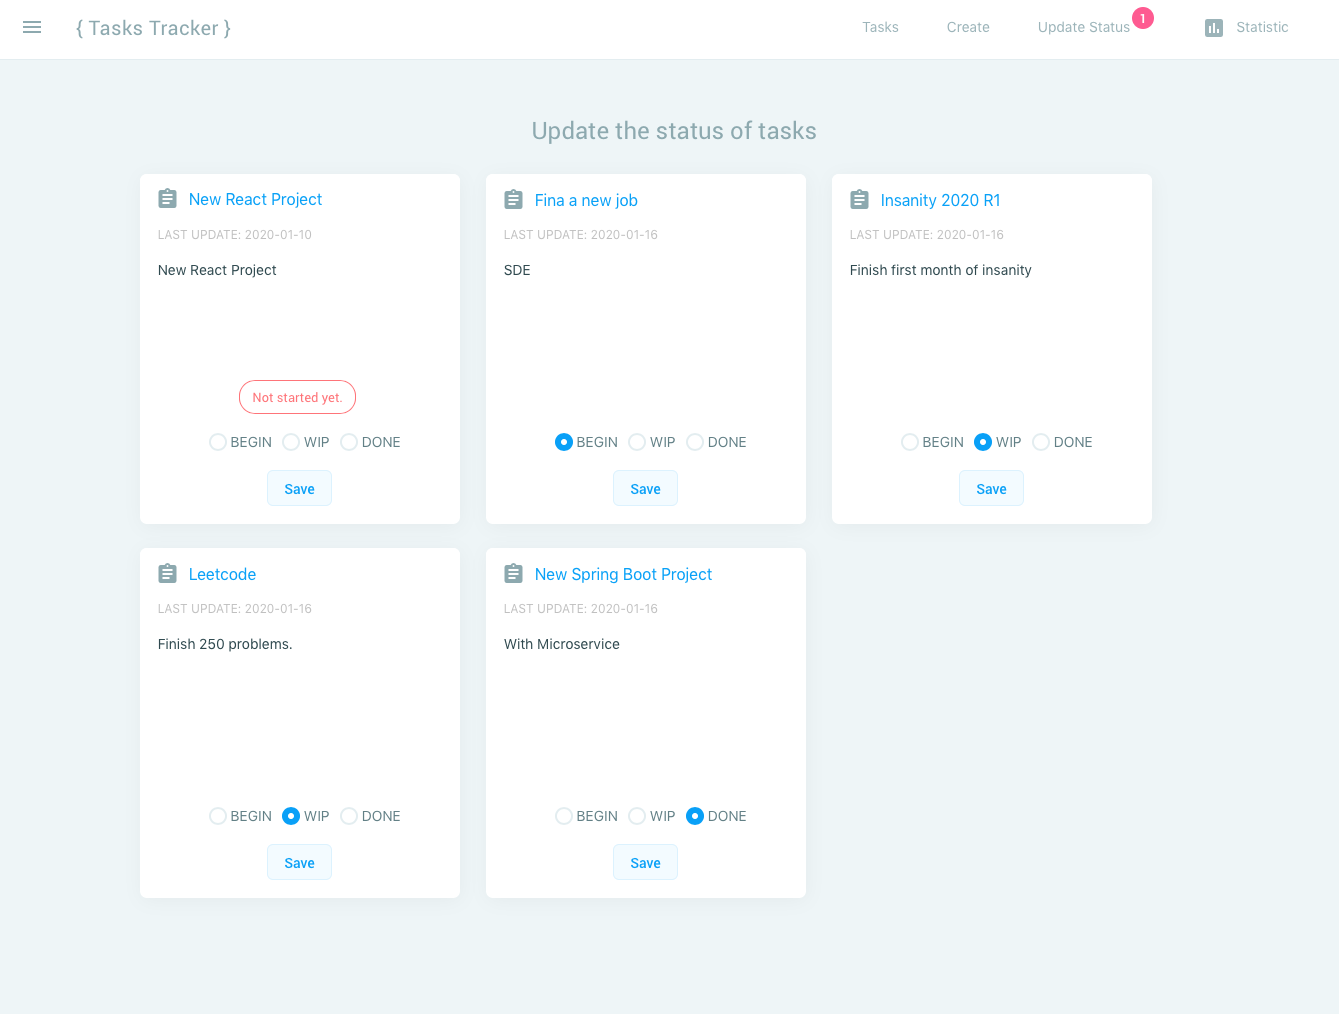 { Tasks Tracker }
Tasks
Create
Update Status
1
Statistic
Update the status of tasks
New React Project
LAST UPDATE: 2020-01-10
New React Project
Not started yet.
BEGIN WIP DONE
Save
Fina a new job
LAST UPDATE: 2020-01-16
SDE
BEGIN WIP DONE
Save
Insanity 2020 R1
LAST UPDATE: 2020-01-16
Finish first month of insanity
BEGIN WIP DONE
Save
Leetcode
LAST UPDATE: 2020-01-16
Finish 250 problems.
BEGIN WIP DONE
Save
New Spring Boot Project
LAST UPDATE: 2020-01-16
With Microservice
BEGIN WIP DONE
Save